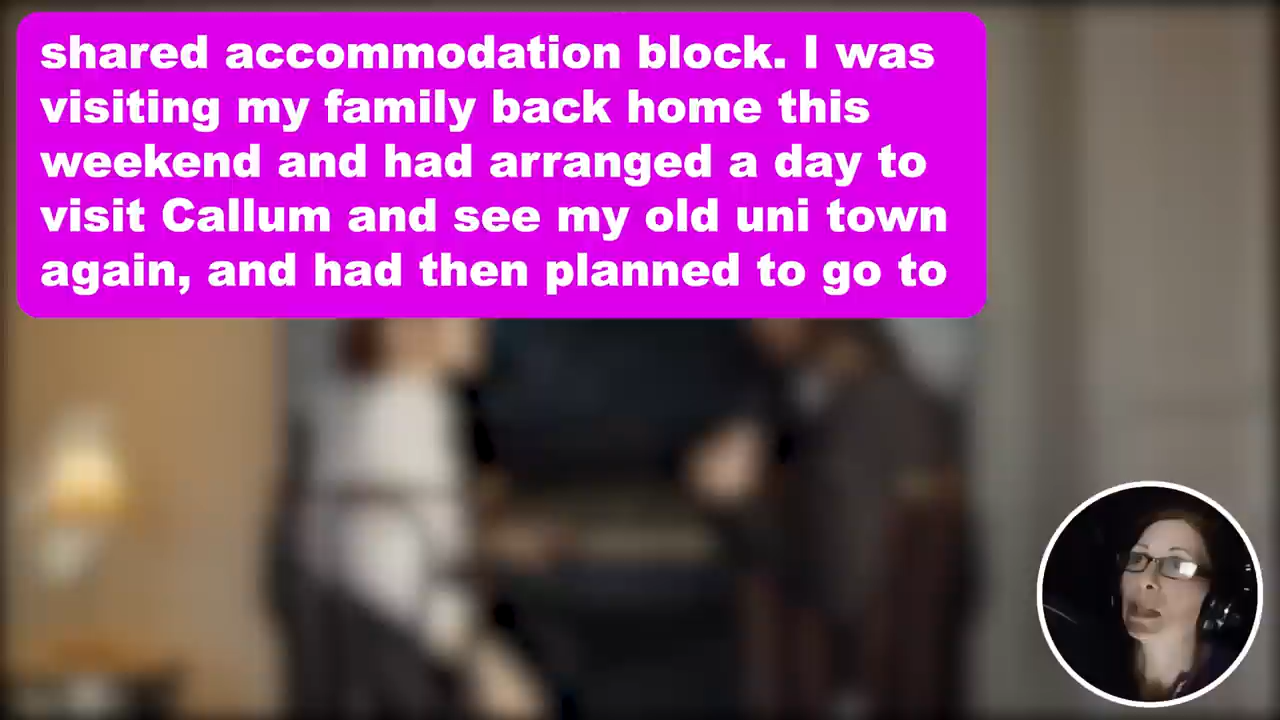 shared accommodation block. I was
visiting my family back home this
weekend and had arranged a day to
visit Callum and see my old uni town
again, and had then planned to go to